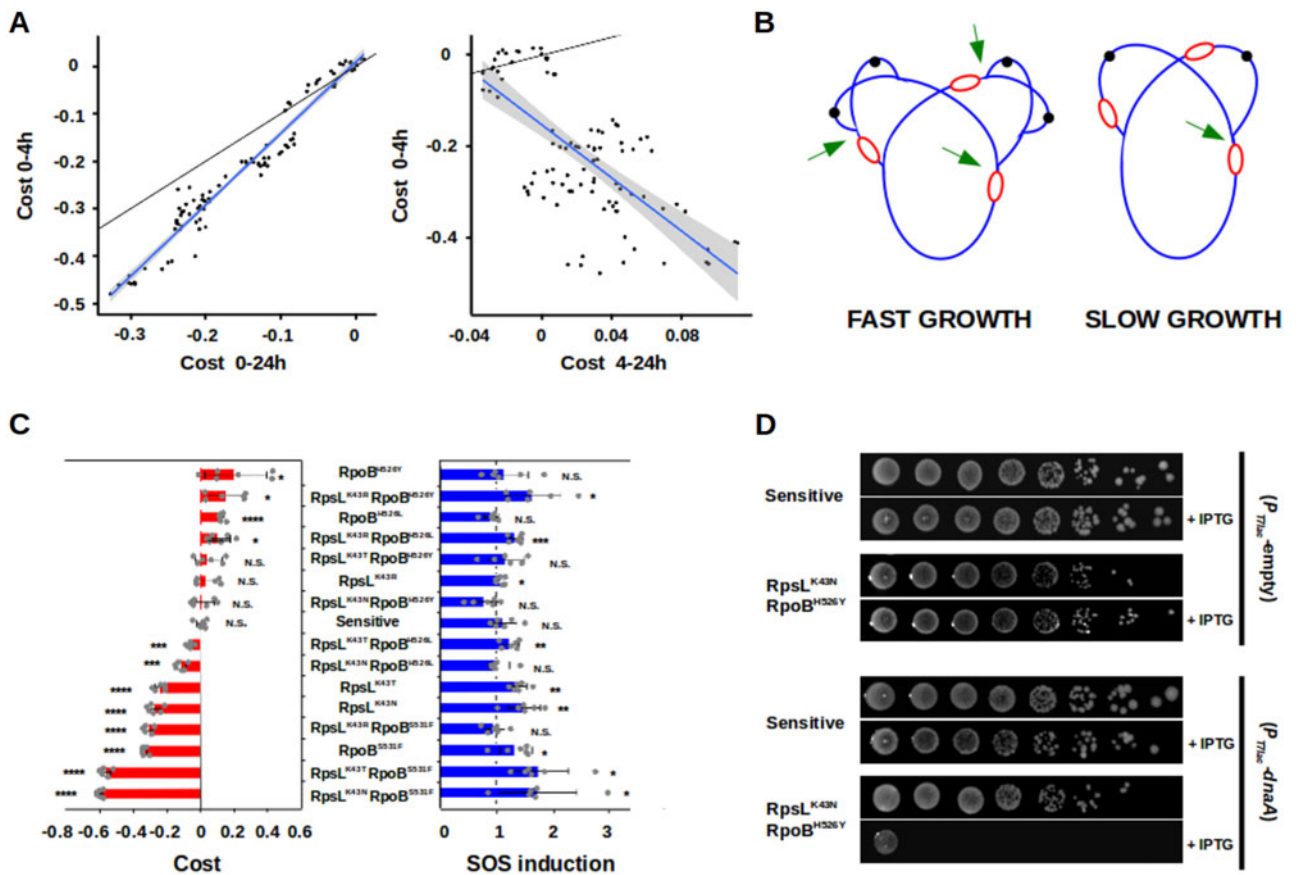 A
0
-0.1
-0.2
-0.3
-0.4
-0.5
Cost 0-4h
-0.3
-0.2
-0.1
0
Cost 0-24h
0
-0.2
-0.4
Cost 0-4h
-0.04
0
0.04
0.08
Cost 4-24h
B
FAST GROWTH
SLOW GROWTH
C
RpoB^H526Y
RpsL^K43R RpoB^H526Y
RpoB^H526L
RpsL^K43R RpoB^H526L
RpsL^K43T RpoB^H526Y
RpsL^K43R
RpsL^K43N RpoB^H526Y
Sensitive
RpsL^K43T RpoB^H526L
RpsL^K43N RpoB^H526L
RpsL^K43T
RpsL^K43N
RpsL^K43R RpoB^S531F
RpoB^S531F
RpsL^K43T RpoB^S531F
RpsL^K43N RpoB^S531F
*
*
****
*
N.S.
N.S.
N.S.
N.S.
***
***
****
****
****
****
****
****
-0.8 -0.6 -0.4 -0.2 0 0.2 0.4 0.6
Cost
N.S.
*
N.S.
***
N.S.
*
N.S.
N.S.
**
N.S.
**
**
N.S.
*
*
*
0 1 2 3
SOS induction
D
Sensitive
+ IPTG
RpsL^K43N
RpoB^H526Y
+ IPTG
(P T7lac-empty)
Sensitive
+ IPTG
RpsL^K43N
RpoB^H526Y
+ IPTG
(P T7lac-dnaA)